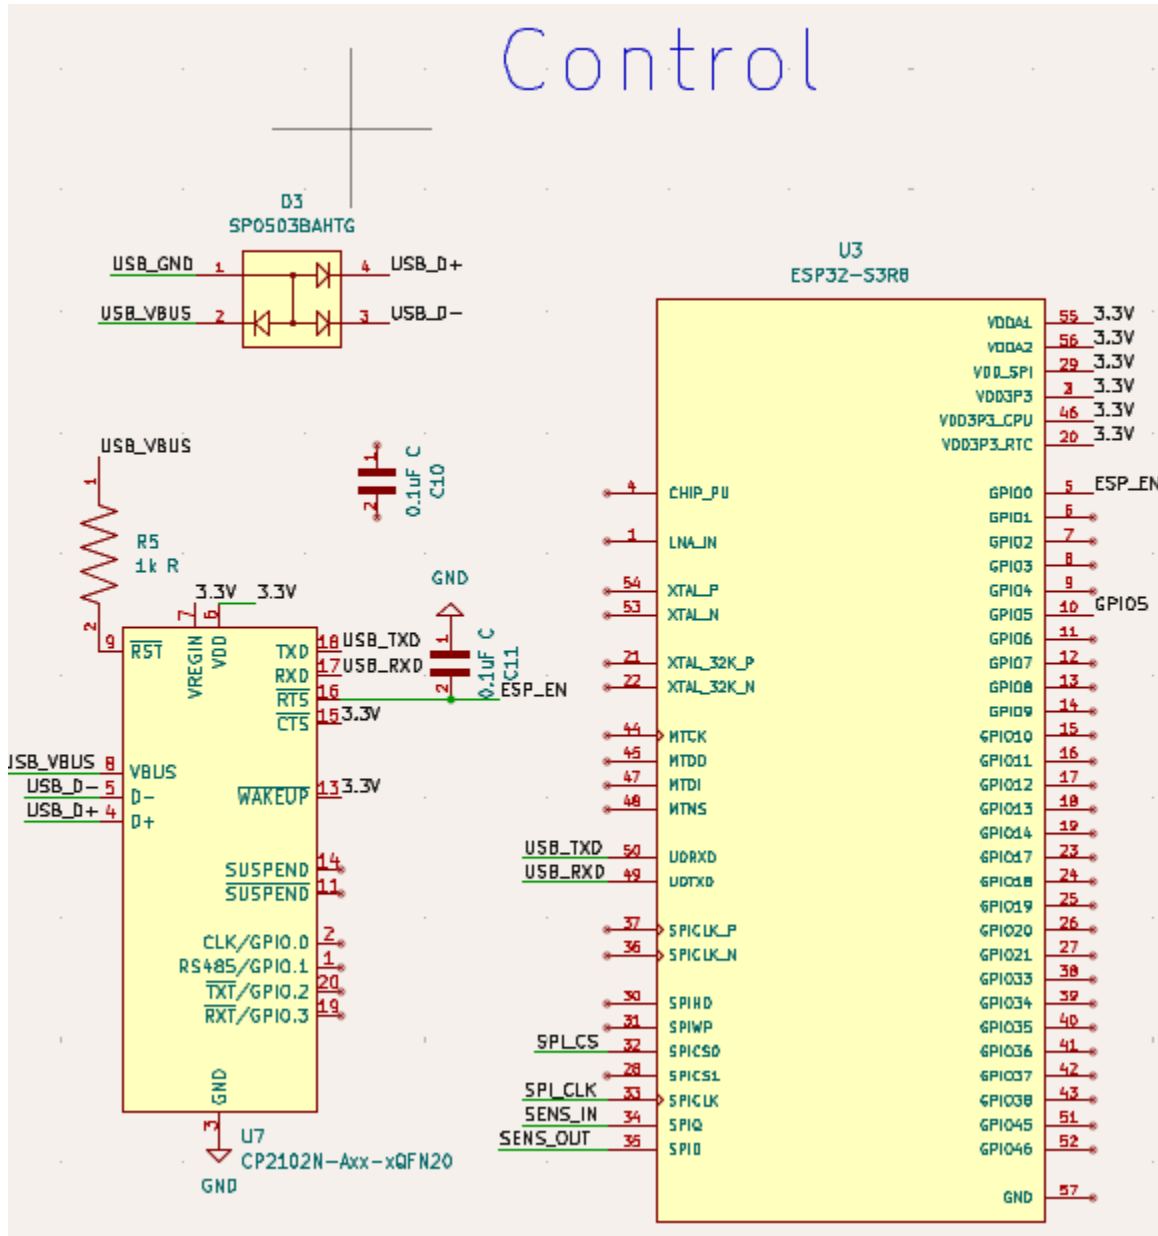 Control
D3
SP0503BAHTG
USB_GND 1
4 USB_D+
USB_VBUS 2
3 USB_D-
USB_VBUS
1
R5
1k R
2
1
2
0.1uF C
C10
GND
1
2
0.1uF C
C11
3.3V 3.3V
7
6
9 RST
VREGIN
VDD
TXD 18 USB_TXD
RXD 17 USB_RXD
RTS 16 ESP_EN
CTS 15 3.3V
USB_VBUS 8 VBUS
USB_D- 5 D-
USB_D+ 4 D+
WAKEUP 13 3.3V
SUSPEND 14
SUSPEND 11
CLK/GPIO.0 2
RS485/GPIO.1 1
TXT/GPIO.2 20
RXT/GPIO.3 19
GND
3
U7
CP2102N-Axx-xQFN20
GND
U3
ESP32-S3R8
VDDA1 55 3.3V
VDDA2 56 3.3V
VDD_SPI 29 3.3V
VDD3P3 2 3.3V
VDD3P3_CPU 46 3.3V
VDD3P3_RTC 20 3.3V
4 CHIP_PU
1 LNA_IN
54 XTAL_P
53 XTAL_N
21 XTAL_32K_P
22 XTAL_32K_N
44 MTCK
45 MTDO
47 MTDI
48 MTMS
USB_TXD 50 U0RXD
USB_RXD 49 U0TXD
37 SPICLK_P
36 SPICLK_N
30 SPIHD
31 SPIWP
SPI_CS 32 SPICS0
28 SPICS1
SPI_CLK 33 SPICLK
SENS_IN 34 SPIQ
SENS_OUT 35 SPID
GPIO0 5 ESP_EN
GPIO1 6
GPIO2 7
GPIO3 8
GPIO4 9
GPIO5 10 GPIO5
GPIO6 11
GPIO7 12
GPIO8 13
GPIO9 14
GPIO10 15
GPIO11 16
GPIO12 17
GPIO13 18
GPIO14 19
GPIO17 23
GPIO18 24
GPIO19 25
GPIO20 26
GPIO21 27
GPIO33 38
GPIO34 39
GPIO35 40
GPIO36 41
GPIO37 42
GPIO38 43
GPIO45 51
GPIO46 52
GND 57